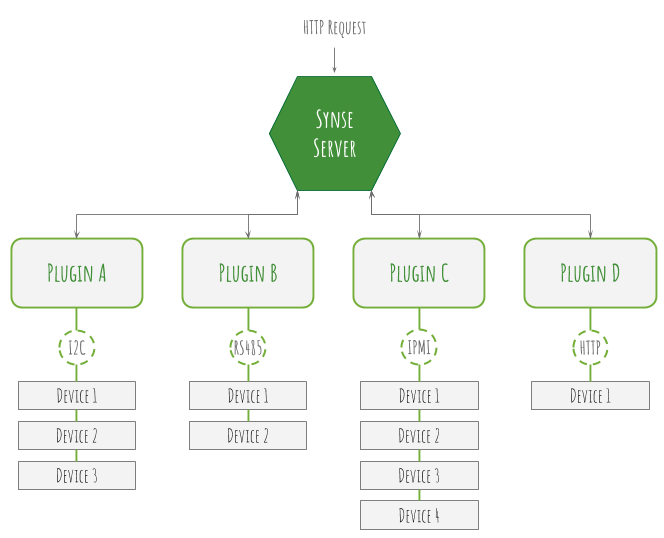 HTTP Request
Synse
Server
Plugin A
Plugin B
Plugin C
Plugin D
I2C
RS485
IPMI
HTTP
Device 1
Device 1
Device 1
Device 1
Device 2
Device 2
Device 2
Device 3
Device 3
Device 4